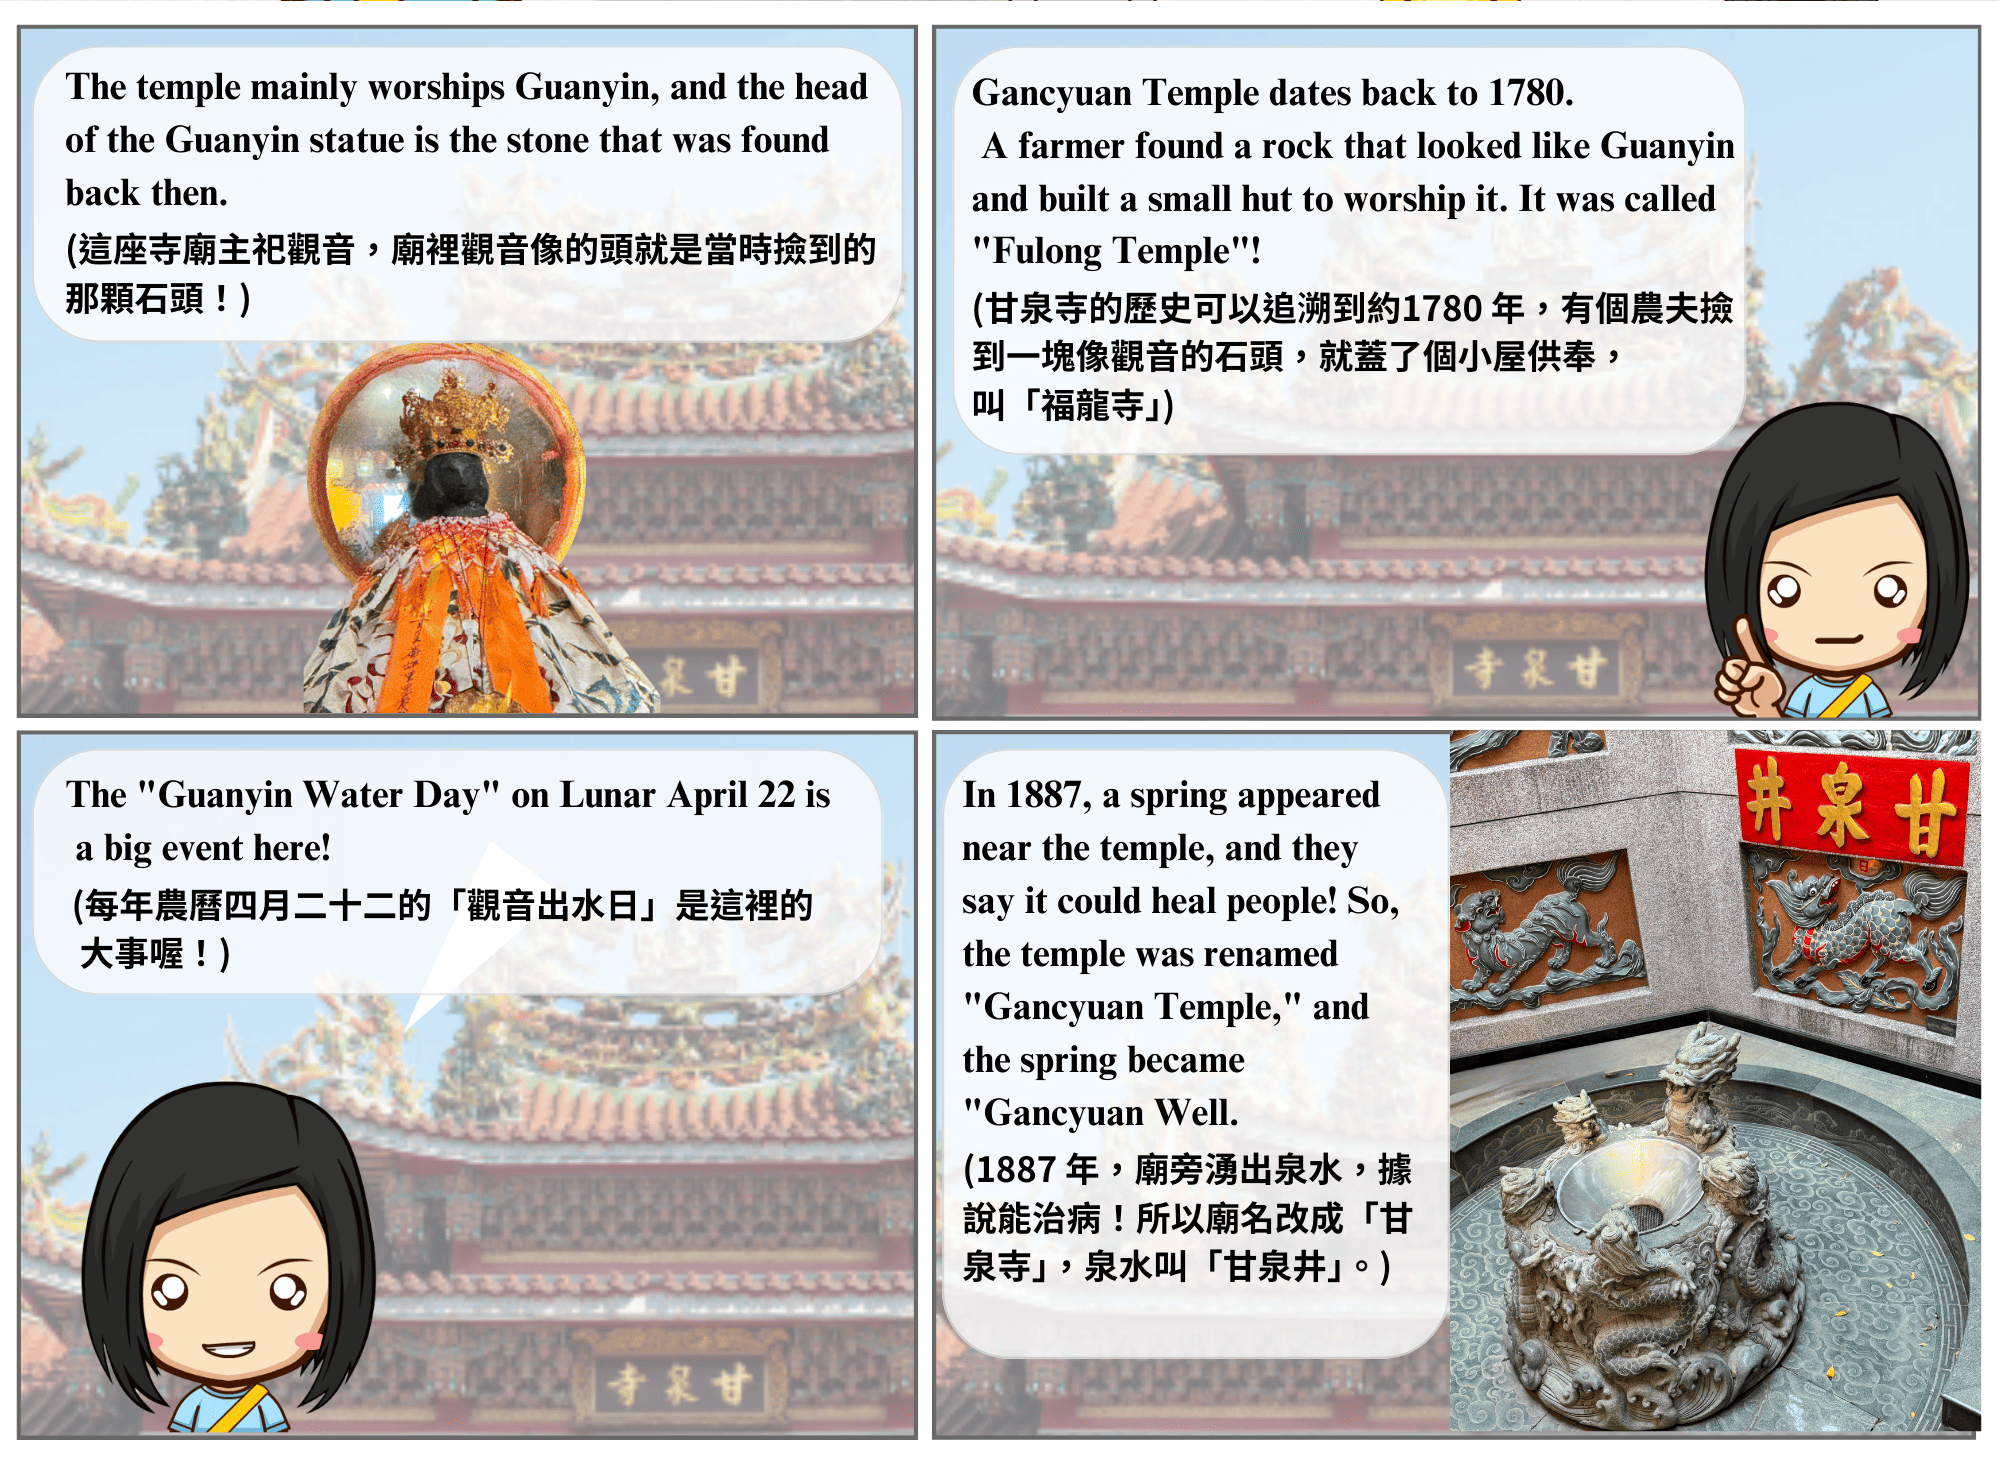 The temple mainly worships Guanyin, and the head
of the Guanyin statue is the stone that was found
back then.
(這座寺廟主祀觀音，廟裡觀音像的頭就是當時撿到的
那顆石頭！)
泉甘
Gancyuan Temple dates back to 1780.
A farmer found a rock that looked like Guanyin
and built a small hut to worship it. It was called
"Fulong Temple"!
(甘泉寺的歷史可以追溯到約1780 年，有個農夫撿
到一塊像觀音的石頭，就蓋了個小屋供奉，
叫「福龍寺」)
寺泉甘
The "Guanyin Water Day" on Lunar April 22 is
a big event here!
(每年農曆四月二十二的「觀音出水日」是這裡的
大事喔！)
寺泉甘
In 1887, a spring appeared
near the temple, and they
say it could heal people! So,
the temple was renamed
"Gancyuan Temple," and
the spring became
"Gancyuan Well.
(1887 年，廟旁湧出泉水，據
說能治病！所以廟名改成「甘
泉寺」，泉水叫「甘泉井」。)
井泉甘